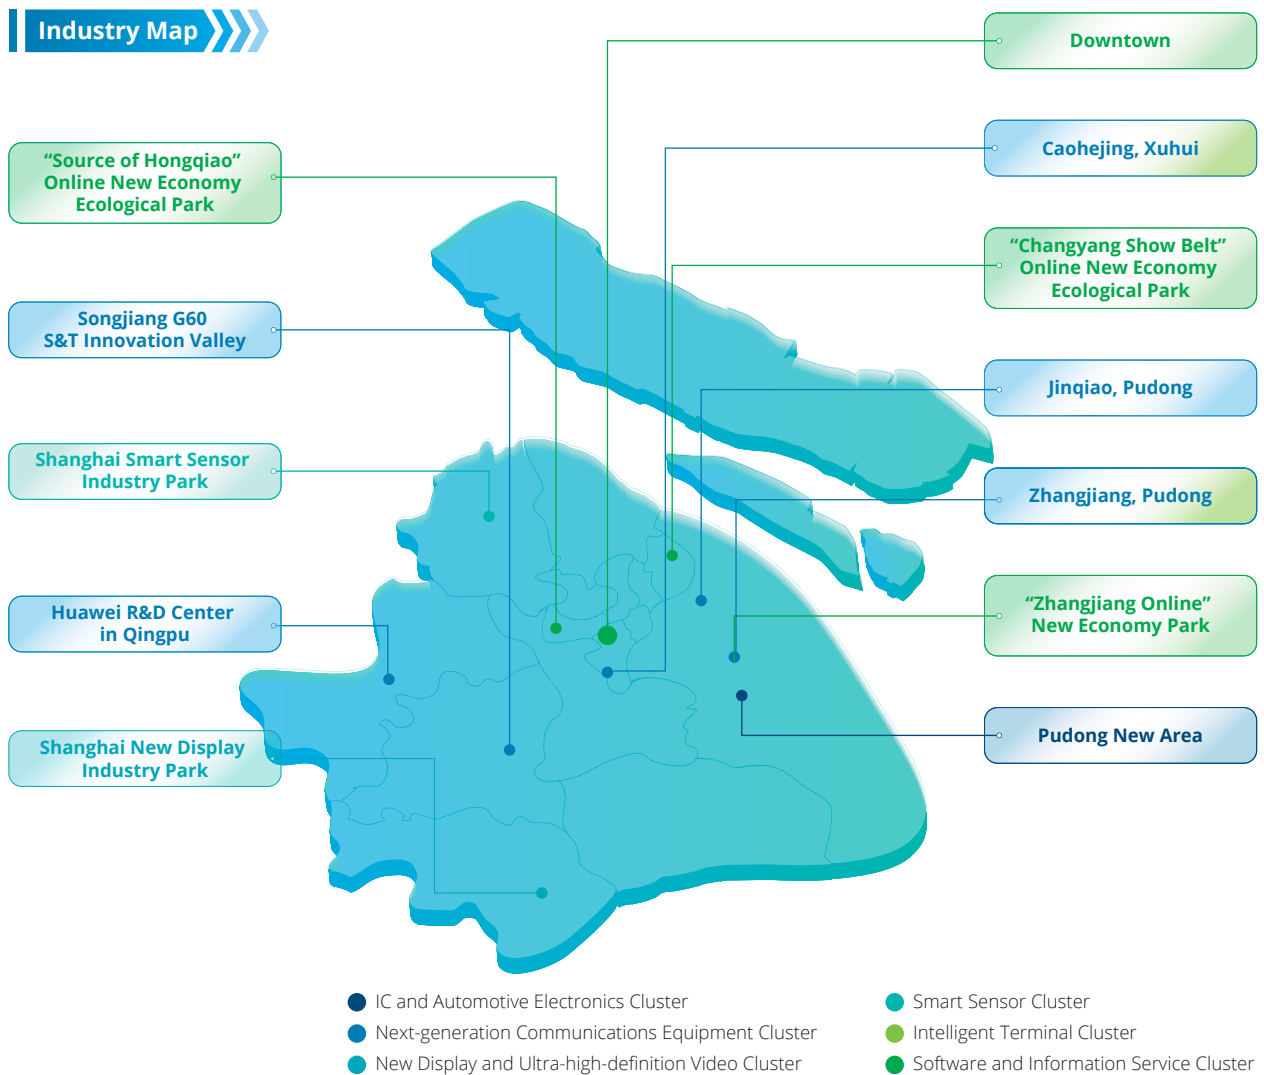 Industry Map
Downtown
Caohejing, Xuhui
“Source of Hongqiao”
Online New Economy
Ecological Park
“Changyang Show Belt”
Online New Economy
Ecological Park
Songjiang G60
S&T Innovation Valley
Jinqiao, Pudong
Shanghai Smart Sensor
Industry Park
Zhangjiang, Pudong
Huawei R&D Center
in Qingpu
“Zhangjiang Online”
New Economy Park
Shanghai New Display
Industry Park
Pudong New Area
IC and Automotive Electronics Cluster
Next-generation Communications Equipment Cluster
New Display and Ultra-high-definition Video Cluster
Smart Sensor Cluster
Intelligent Terminal Cluster
Software and Information Service Cluster